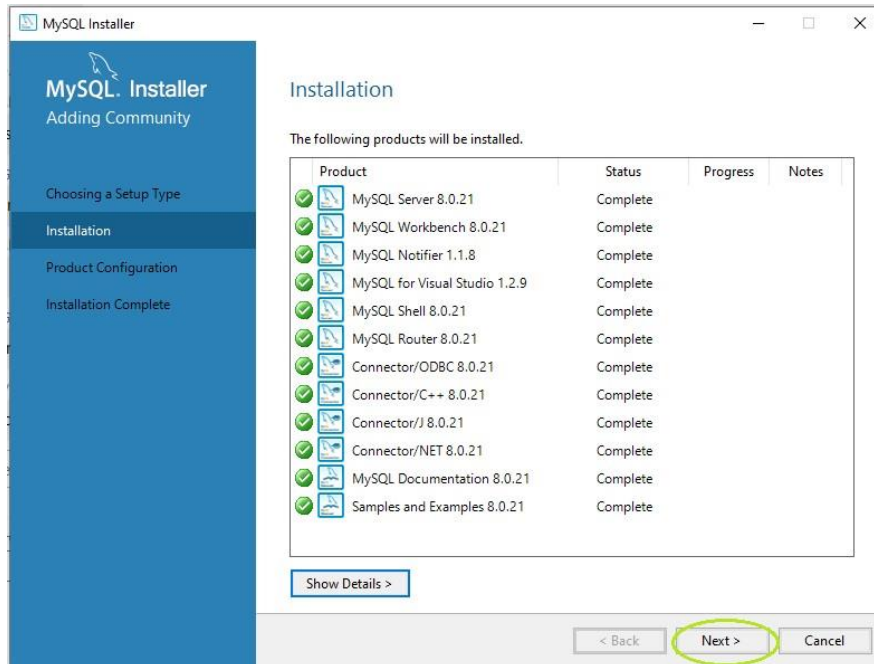 MySQL Installer
MySQL. Installer
Adding Community
Choosing a Setup Type
Installation
Product Configuration
Installation Complete
Installation
The following products will be installed.
Product Status Progress Notes
MySQL Server 8.0.21 Complete
MySQL Workbench 8.0.21 Complete
MySQL Notifier 1.1.8 Complete
MySQL for Visual Studio 1.2.9 Complete
MySQL Shell 8.0.21 Complete
MySQL Router 8.0.21 Complete
Connector/ODBC 8.0.21 Complete
Connector/C++ 8.0.21 Complete
Connector/J 8.0.21 Complete
Connector/NET 8.0.21 Complete
MySQL Documentation 8.0.21 Complete
Samples and Examples 8.0.21 Complete
Show Details >
< Back Next > Cancel